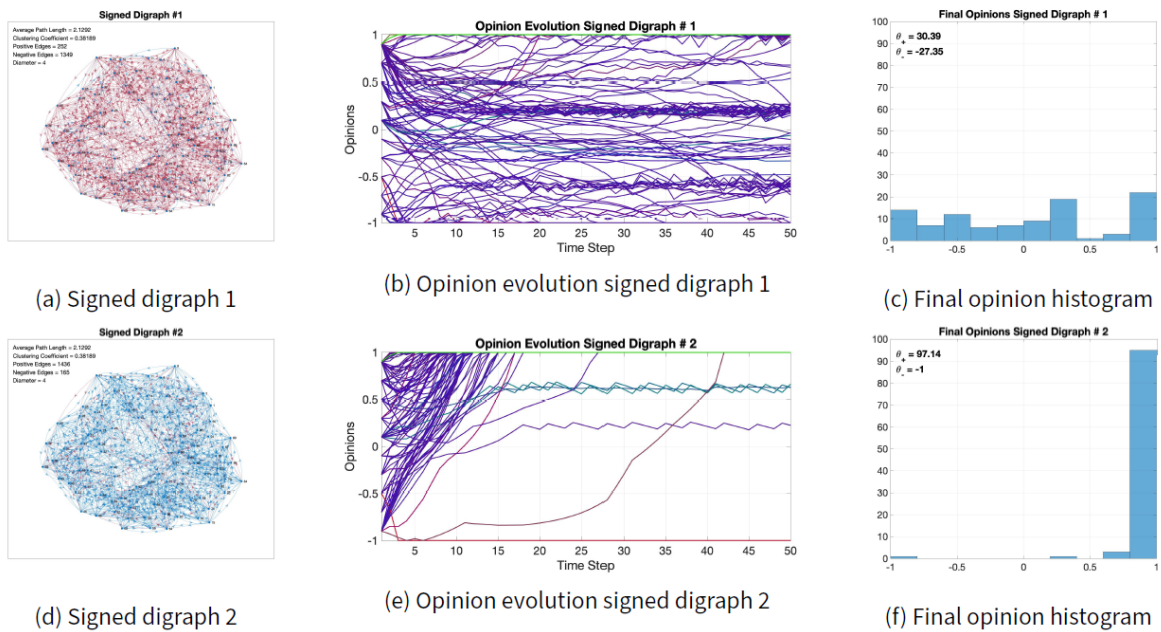 Signed Digraph #1
Average Path Length = 2.1292
Clustering Coefficient = 0.38189
Positive Edges = 252
Negative Edges = 1349
Diameter = 4
(a) Signed digraph 1
Opinion Evolution Signed Digraph # 1
Opinions
1
0.5
0
-0.5
-1
5 10 15 20 25 30 35 40 45 50
Time Step
(b) Opinion evolution signed digraph 1
Final Opinions Signed Digraph # 1
θ+ = 30.39
θ- = -27.35
100
90
80
70
60
50
40
30
20
10
0
-1 -0.5 0 0.5 1
(c) Final opinion histogram
Signed Digraph #2
Average Path Length = 2.1292
Clustering Coefficient = 0.38189
Positive Edges = 1436
Negative Edges = 165
Diameter = 4
(d) Signed digraph 2
Opinion Evolution Signed Digraph # 2
Opinions
1
0.5
0
-0.5
-1
5 10 15 20 25 30 35 40 45 50
Time Step
(e) Opinion evolution signed digraph 2
Final Opinions Signed Digraph # 2
θ+ = 97.14
θ- = -1
100
90
80
70
60
50
40
30
20
10
0
-1 -0.5 0 0.5 1
(f) Final opinion histogram